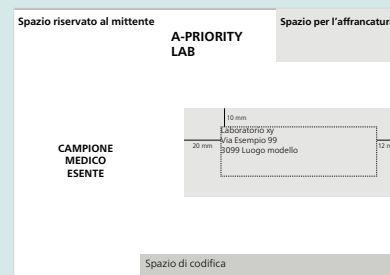 Spazio riservato al mittente
Spazio per l'affrancatura
A-PRIORITY
LAB
10 mm
Laboratorio xy
Via Esempio 99
3099 Luogo modello
20 mm
12 m
CAMPIONE
MEDICO
ESENTE
Spazio di codifica